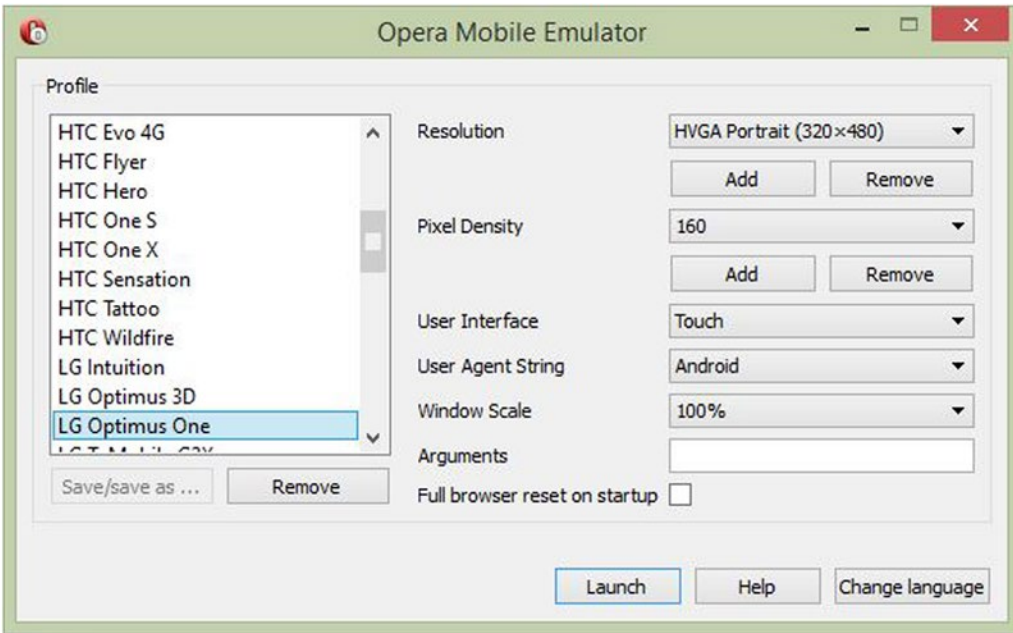 Opera Mobile Emulator
Profile
HTC Evo 4G
HTC Flyer
HTC Hero
HTC One S
HTC One X
HTC Sensation
HTC Tattoo
HTC Wildfire
LG Intuition
LG Optimus 3D
LG Optimus One
Save/save as ...
Remove
Resolution
HVGA Portrait (320×480)
Add
Remove
Pixel Density
160
Add
Remove
User Interface
Touch
User Agent String
Android
Window Scale
100%
Arguments
Full browser reset on startup
Launch
Help
Change language